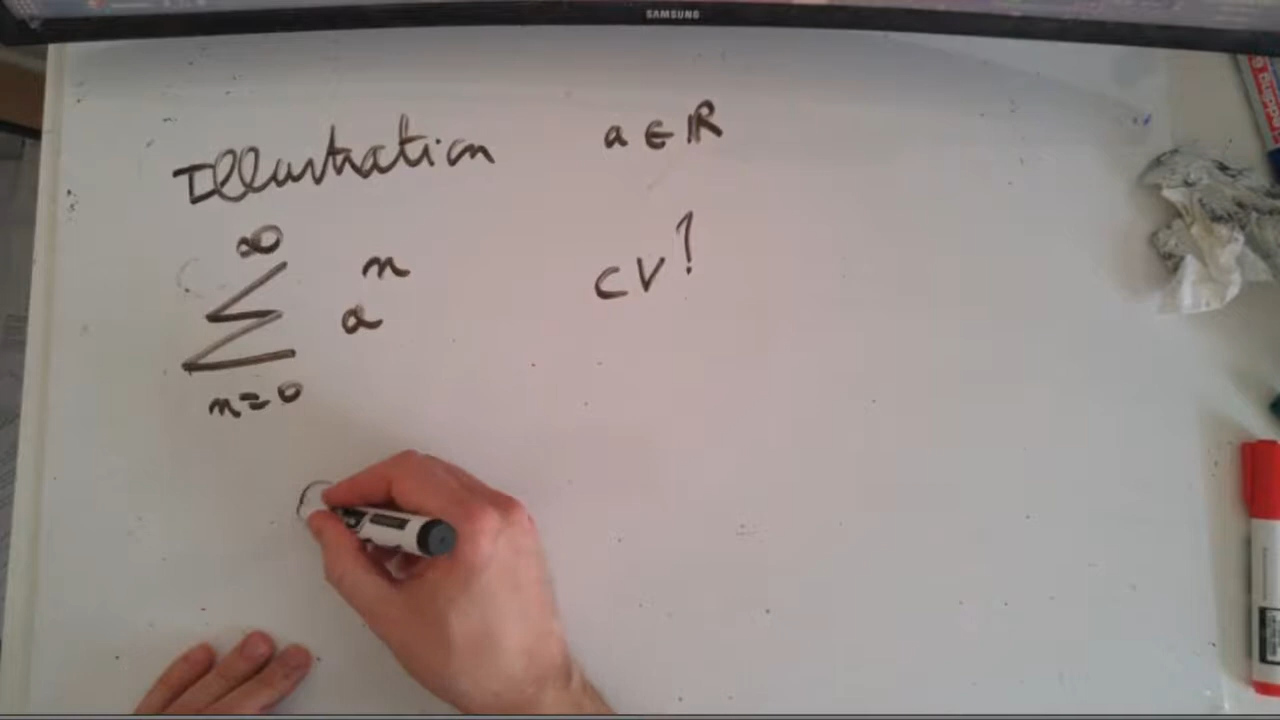 SAMSUNG
Illustration a ∈ ℝ
∞
∑ aⁿ CV?
n=0